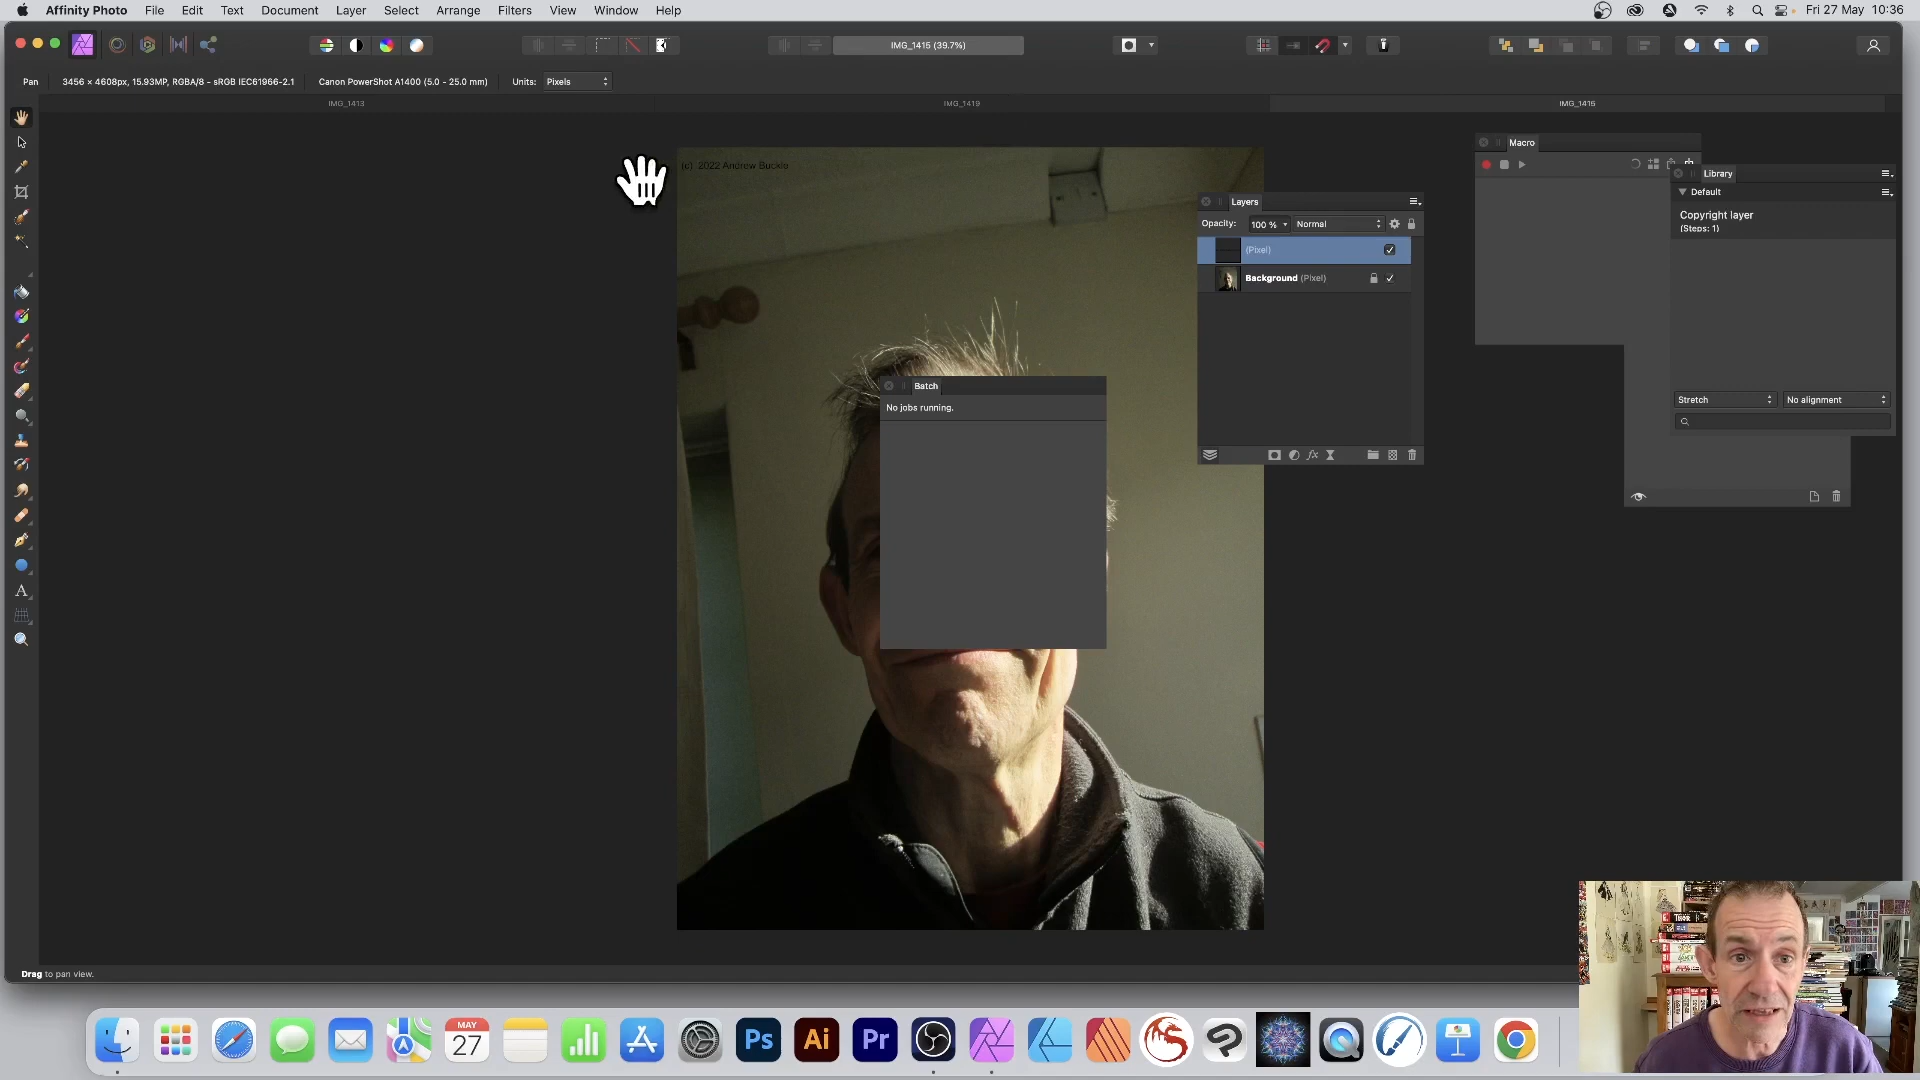 Affinity Photo File Edit Text Document Layer Select Arrange Filters View Window Help Fri 27 May 10:36
IMG_1415 (39.7%)
Pan 3456 × 4608px, 15.93MP, RGBA/8 - sRGB IEC61966-2.1 Canon PowerShot A1400 (5.0 - 25.0 mm) Units: Pixels
IMG_1413 IMG_1419 IMG_1415
(c) 2022 Andrew Buckle
Macro
Library
Default
Copyright layer
(Steps: 1)
Stretch No alignment
Layers
Opacity: 100 % Normal
(Pixel)
Background (Pixel)
Batch
No jobs running.
A
Drag to pan view.
MAY
27
Ps Ai Pr